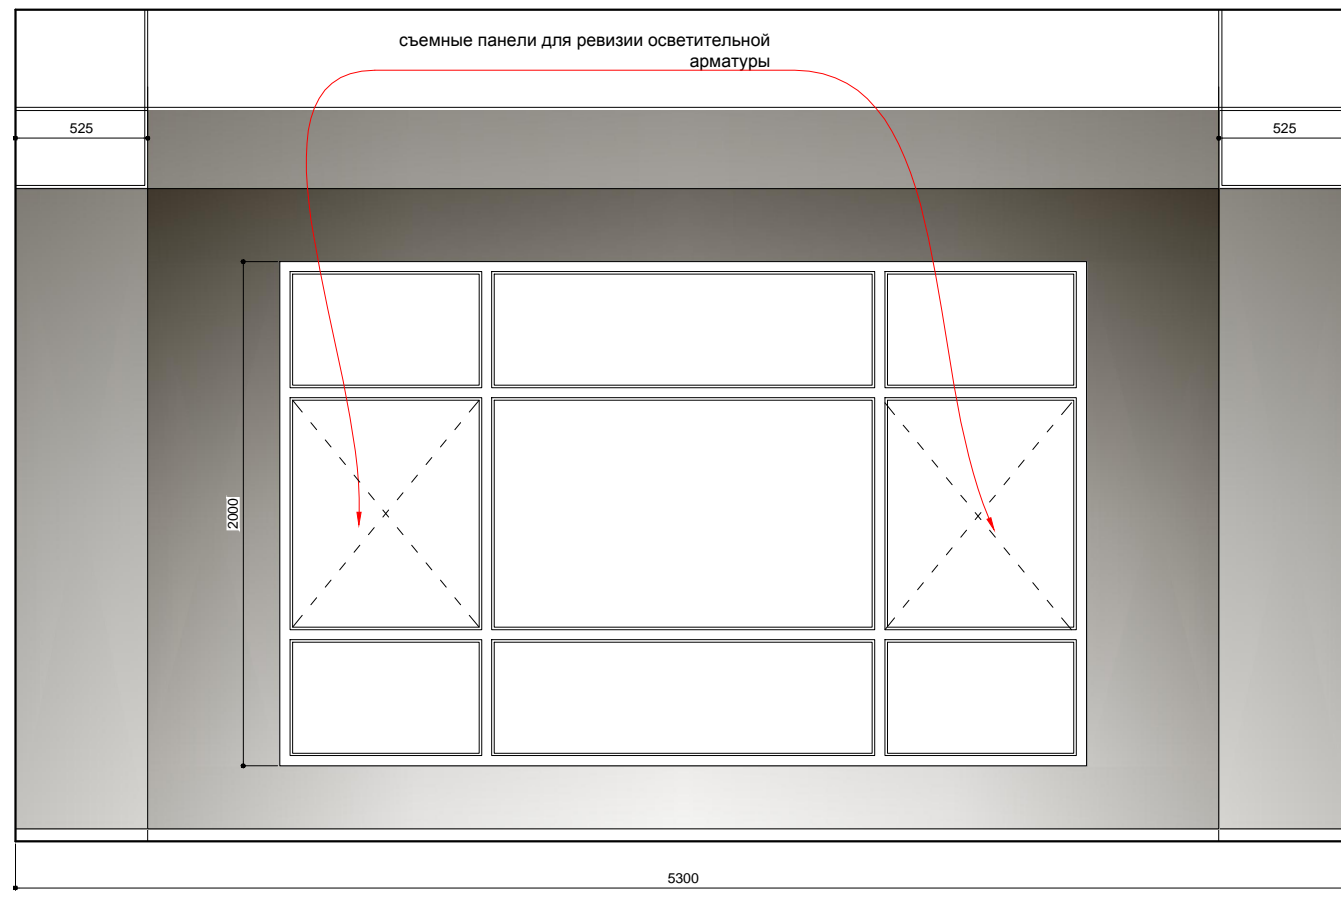 съемные панели для ревизии осветительной
арматуры
525
525
2000
5300